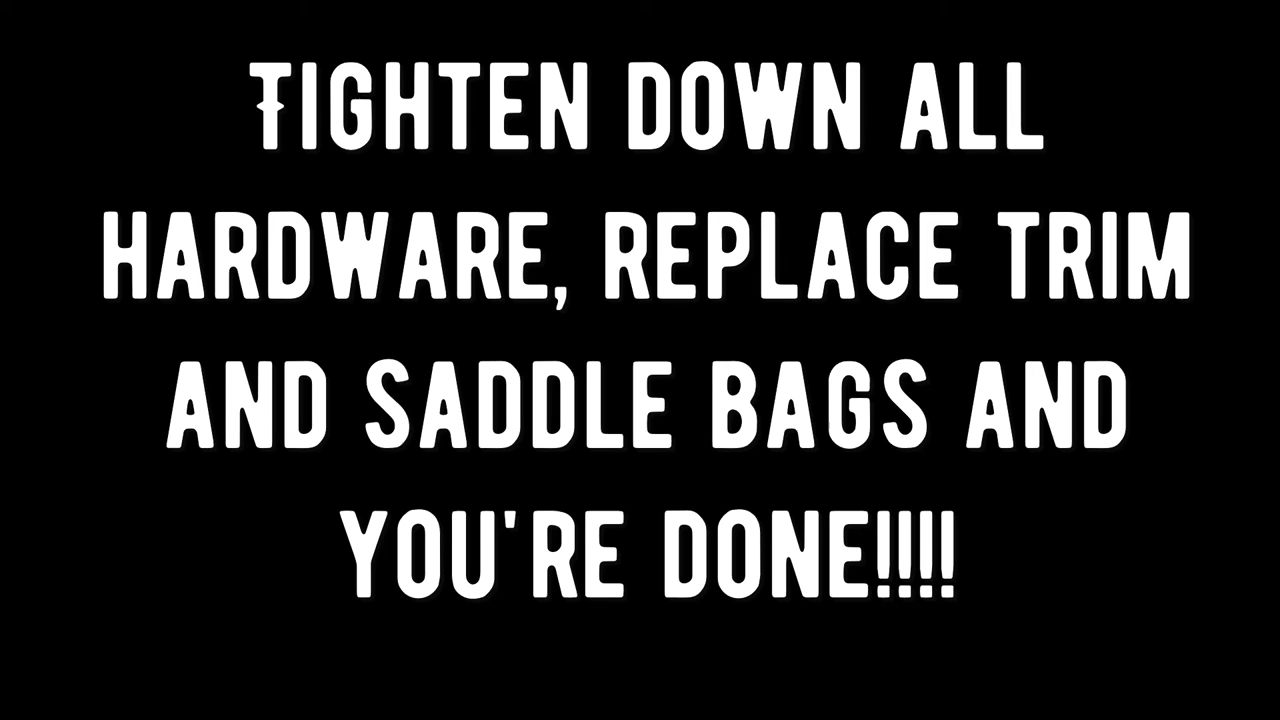 TIGHTEN DOWN ALL
HARDWARE, REPLACE TRIM
AND SADDLE BAGS AND
YOU'RE DONE!!!!